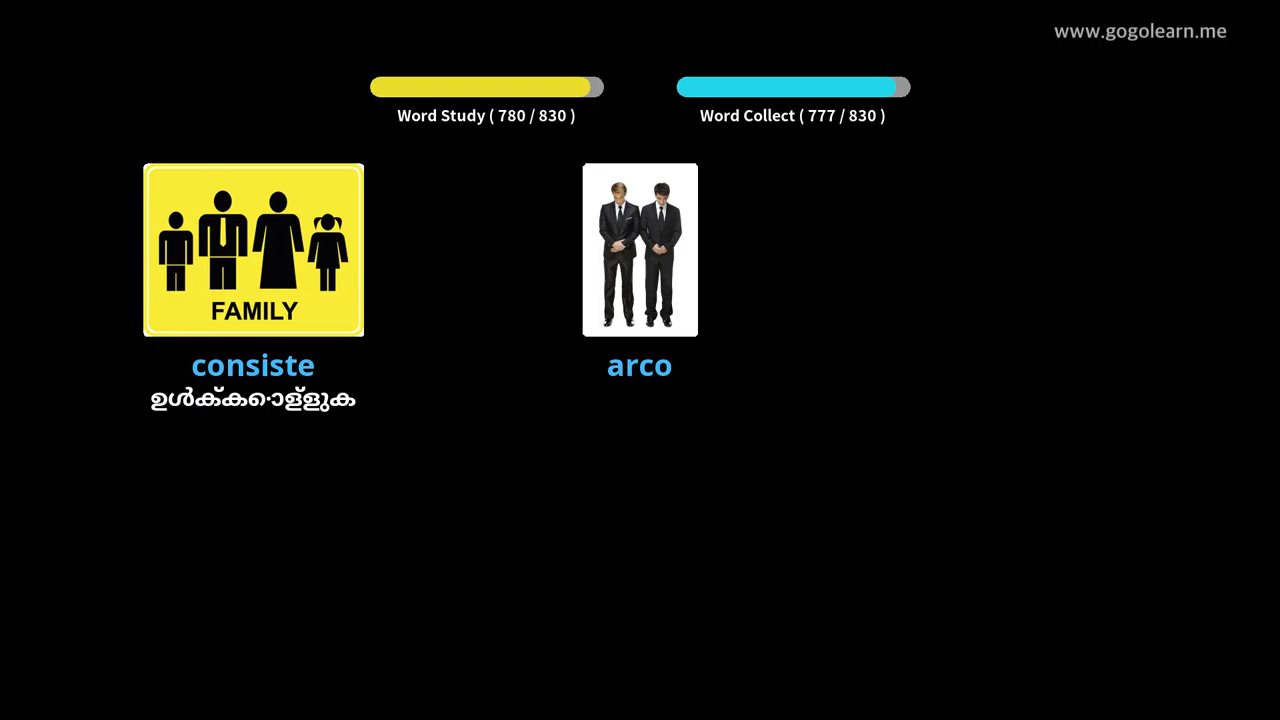 www.gogolearn.me
Word Study ( 780 / 830 )
Word Collect ( 777 / 830 )
FAMILY
consiste
ഉൾക്കൊള്ളുക
arco